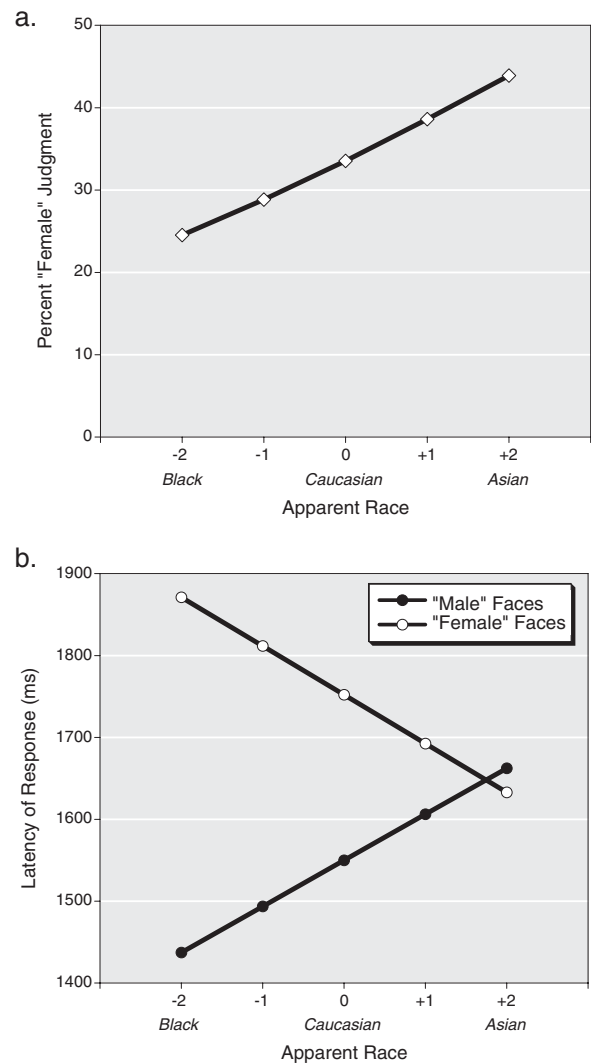 a.
50
40
30
20
10
0
Percent "Female" Judgment
-2 -1 0 +1 +2
Black Caucasian Asian
Apparent Race
b.
1900
1800
1700
1600
1500
1400
Latency of Response (ms)
"Male" Faces
"Female" Faces
-2 -1 0 +1 +2
Black Caucasian Asian
Apparent Race